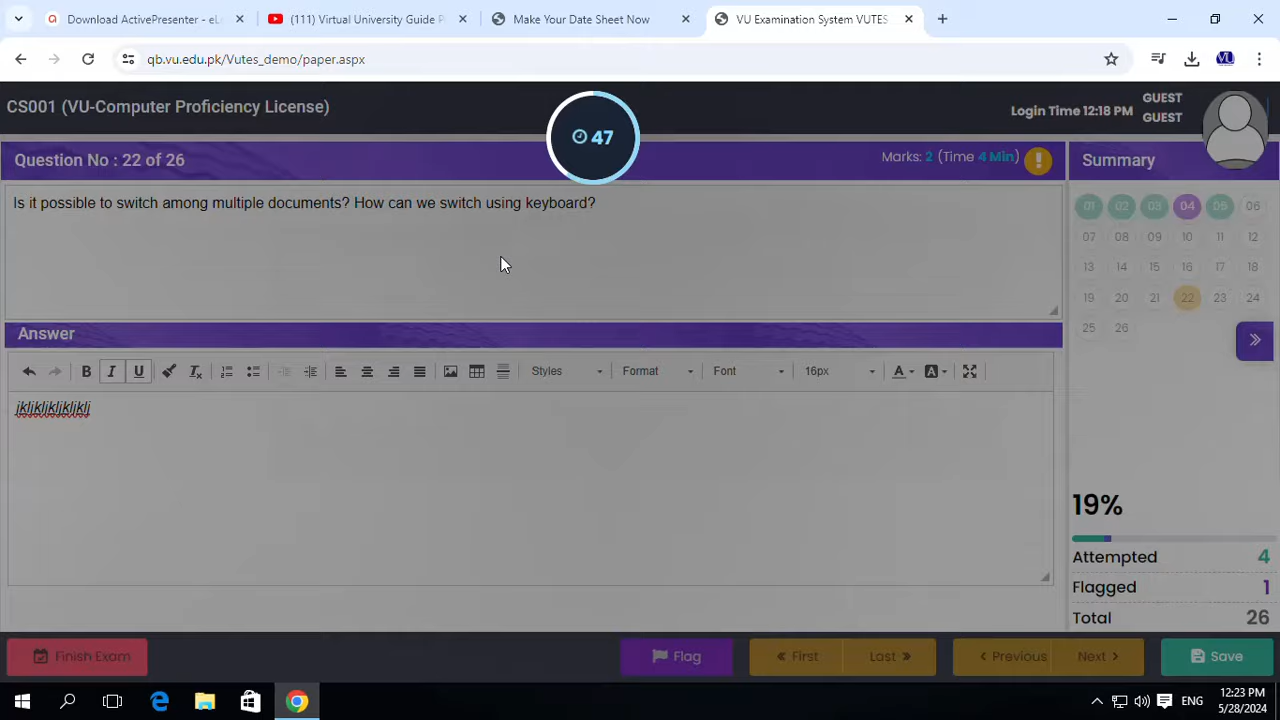 Download ActivePresenter - eLe
(111) Virtual University Guide P
Make Your Date Sheet Now
VU Examination System VUTES
qb.vu.edu.pk/Vutes_demo/paper.aspx
CS001 (VU-Computer Proficiency License)
47
Login Time 12:18 PM
GUEST
GUEST
Question No : 22 of 26
Marks: 2 (Time 4 Min)
Summary
Is it possible to switch among multiple documents? How can we switch using keyboard?
01 02 03 04 05 06
07 08 09 10 11 12
13 14 15 16 17 18
19 20 21 22 23 24
25 26
Answer
Styles Format Font 16px
jkljkljkljkljklj
19%
Attempted 4
Flagged 1
Total 26
Finish Exam
Flag
First Last
Previous Next
Save
ENG
12:23 PM
5/28/2024